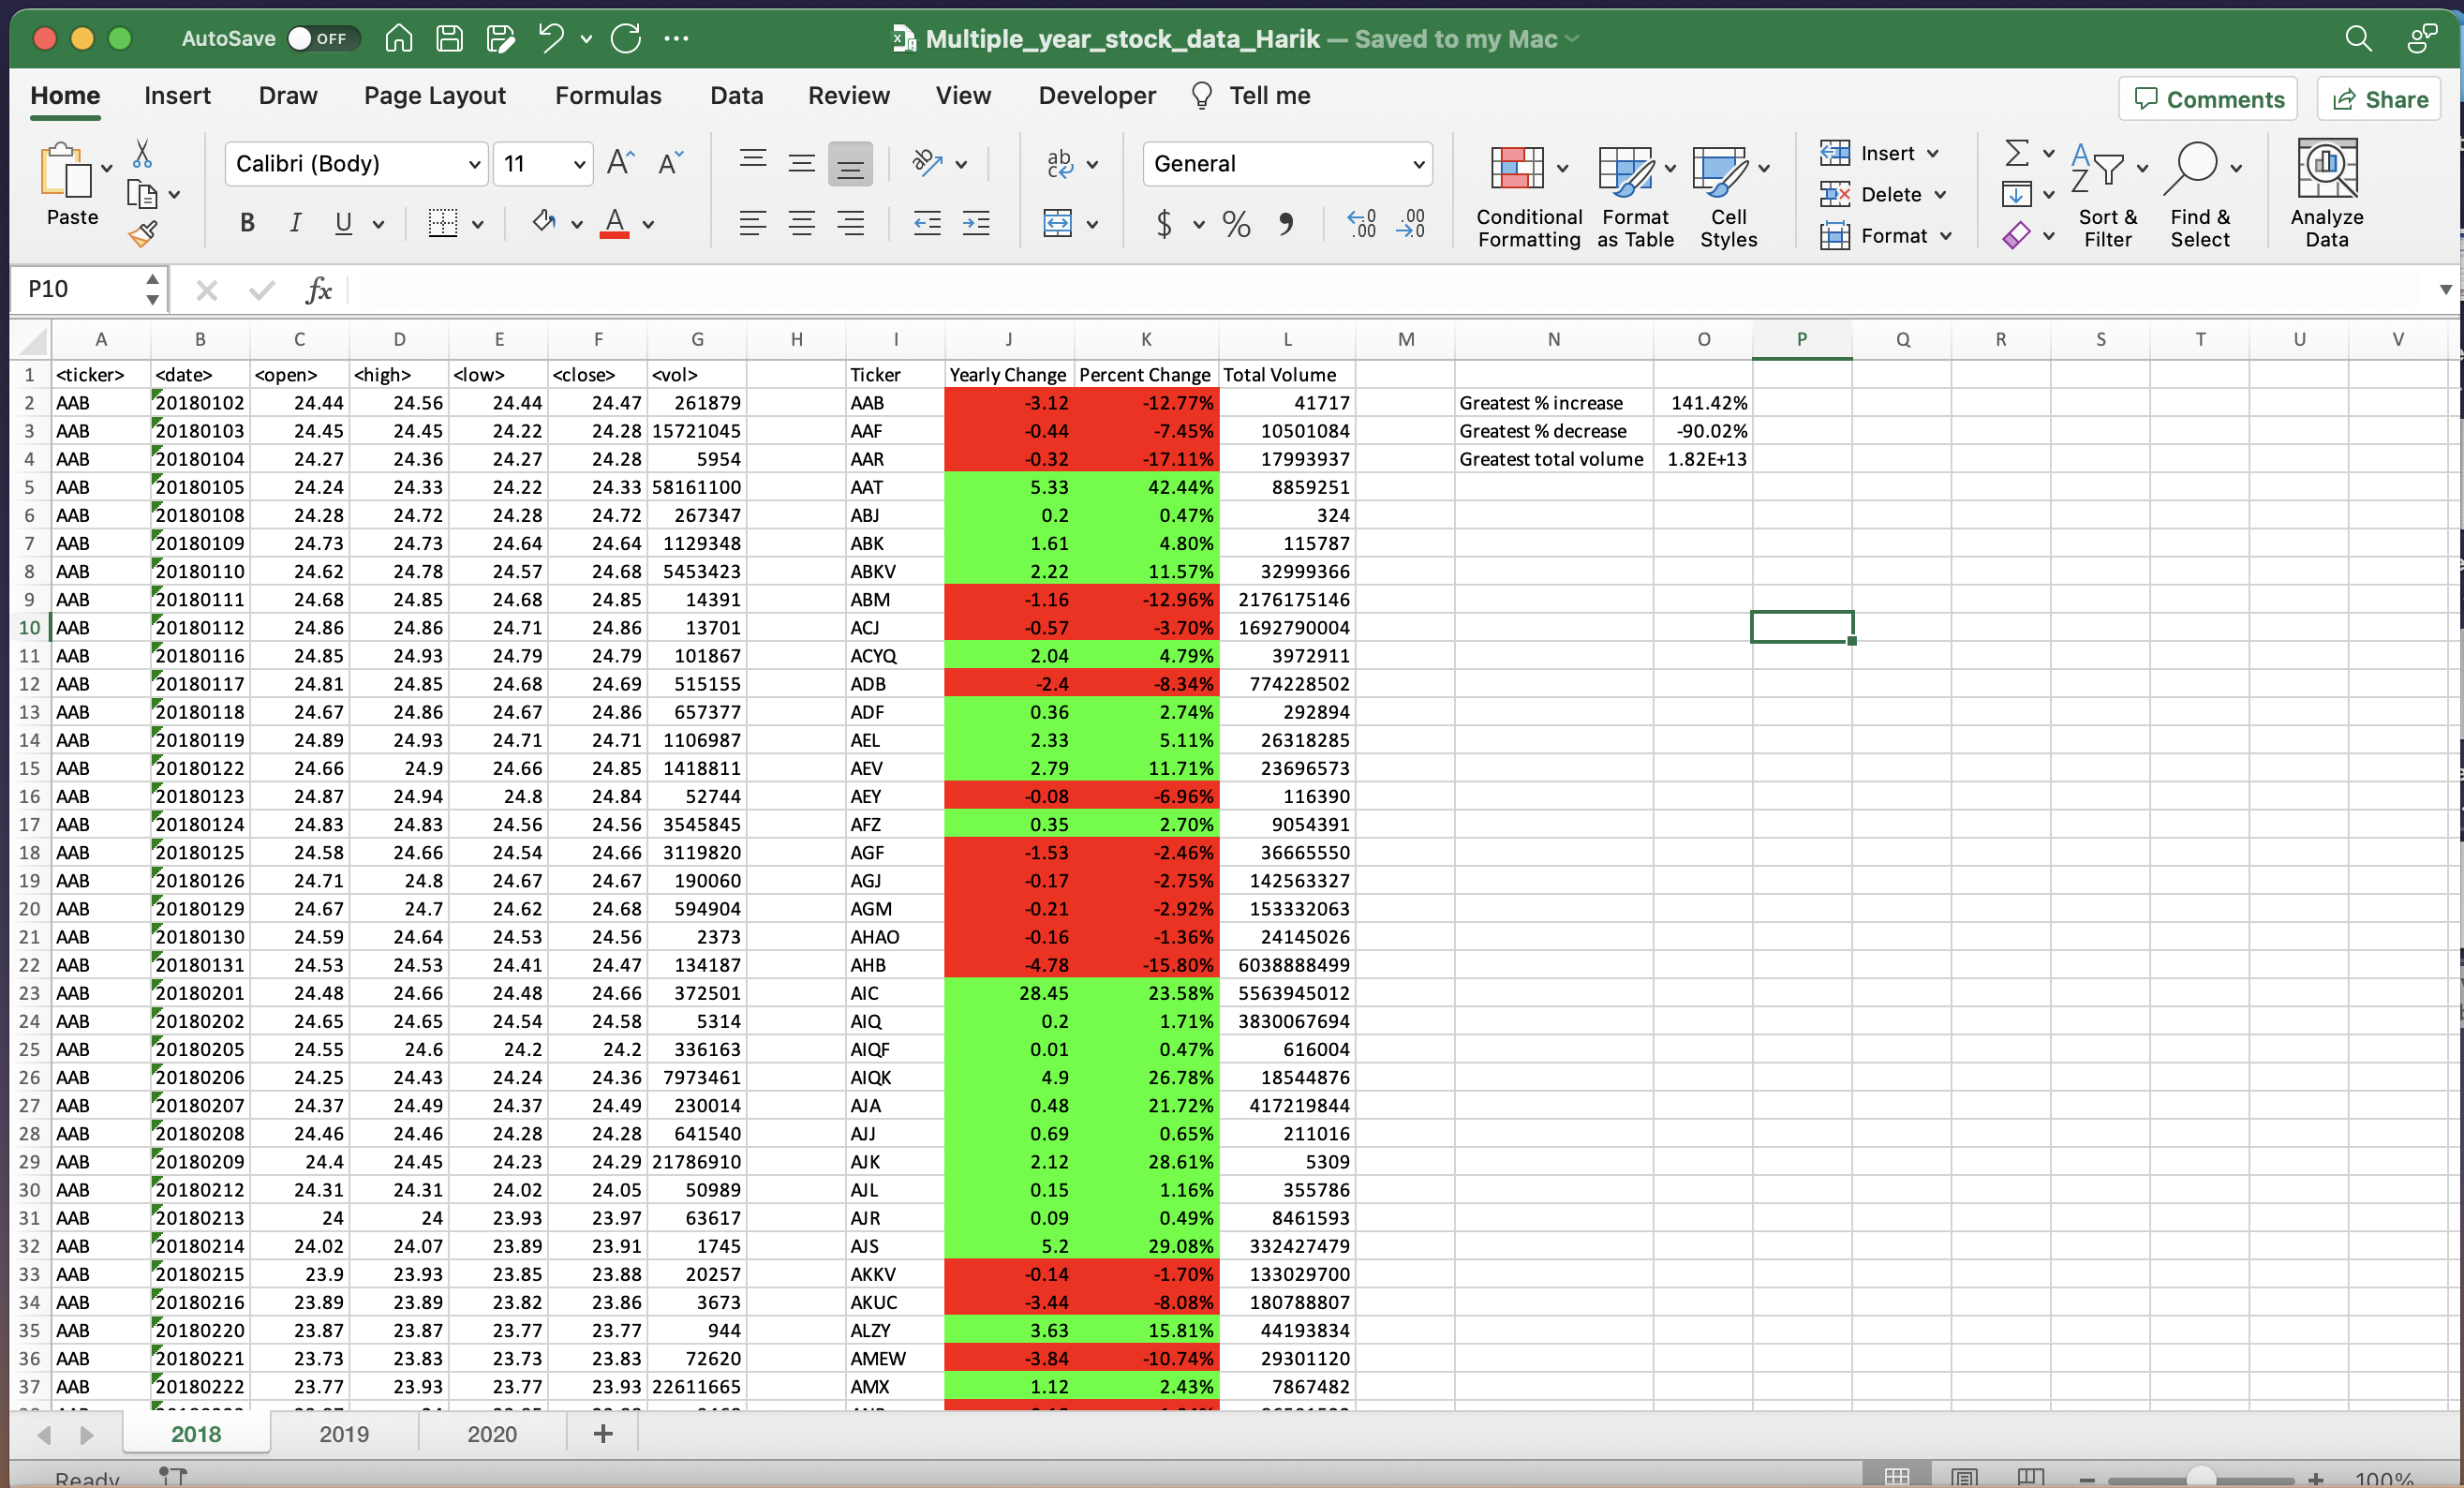 AutoSave OFF Multiple_year_stock_data_Harik — Saved to my Mac
Home Insert Draw Page Layout Formulas Data Review View Developer Tell me Comments Share
Paste Calibri (Body) 11 General Conditional Formatting Format as Table Cell Styles Insert Delete Format Sort & Filter Find & Select Analyze Data
P10 fx
A B C D E F G H I J K L M N O P Q R S T U V
1 <ticker> <date> <open> <high> <low> <close> <vol> Ticker Yearly Change Percent Change Total Volume
2 AAB 20180102 24.44 24.56 24.44 24.47 261879 AAB -3.12 -12.77% 41717 Greatest % increase 141.42%
3 AAB 20180103 24.45 24.45 24.22 24.28 15721045 AAF -0.44 -7.45% 10501084 Greatest % decrease -90.02%
4 AAB 20180104 24.27 24.36 24.27 24.28 5954 AAR -0.32 -17.11% 17993937 Greatest total volume 1.82E+13
5 AAB 20180105 24.24 24.33 24.22 24.33 58161100 AAT 5.33 42.44% 8859251
6 AAB 20180108 24.28 24.72 24.28 24.72 267347 ABJ 0.2 0.47% 324
7 AAB 20180109 24.73 24.73 24.64 24.64 1129348 ABK 1.61 4.80% 115787
8 AAB 20180110 24.62 24.78 24.57 24.68 5453423 ABKV 2.22 11.57% 32999366
9 AAB 20180111 24.68 24.85 24.68 24.85 14391 ABM -1.16 -12.96% 2176175146
10 AAB 20180112 24.86 24.86 24.71 24.86 13701 ACJ -0.57 -3.70% 1692790004
11 AAB 20180116 24.85 24.93 24.79 24.79 101867 ACYQ 2.04 4.79% 3972911
12 AAB 20180117 24.81 24.85 24.68 24.69 515155 ADB -2.4 -8.34% 774228502
13 AAB 20180118 24.67 24.86 24.67 24.86 657377 ADF 0.36 2.74% 292894
14 AAB 20180119 24.89 24.93 24.71 24.71 1106987 AEL 2.33 5.11% 26318285
15 AAB 20180122 24.66 24.9 24.66 24.85 1418811 AEV 2.79 11.71% 23696573
16 AAB 20180123 24.87 24.94 24.8 24.84 52744 AEY -0.08 -6.96% 116390
17 AAB 20180124 24.83 24.83 24.56 24.56 3545845 AFZ 0.35 2.70% 9054391
18 AAB 20180125 24.58 24.66 24.54 24.66 3119820 AGF -1.53 -2.46% 36665550
19 AAB 20180126 24.71 24.8 24.67 24.67 190060 AGJ -0.17 -2.75% 142563327
20 AAB 20180129 24.67 24.7 24.62 24.68 594904 AGM -0.21 -2.92% 153332063
21 AAB 20180130 24.59 24.64 24.53 24.56 2373 AHAO -0.16 -1.36% 24145026
22 AAB 20180131 24.53 24.53 24.41 24.47 134187 AHB -4.78 -15.80% 6038888499
23 AAB 20180201 24.48 24.66 24.48 24.66 372501 AIC 28.45 23.58% 5563945012
24 AAB 20180202 24.65 24.65 24.54 24.58 5314 AIQ 0.2 1.71% 3830067694
25 AAB 20180205 24.55 24.6 24.2 24.2 336163 AIQF 0.01 0.47% 616004
26 AAB 20180206 24.25 24.43 24.24 24.36 7973461 AIQK 4.9 26.78% 18544876
27 AAB 20180207 24.37 24.49 24.37 24.49 230014 AJA 0.48 21.72% 417219844
28 AAB 20180208 24.46 24.46 24.28 24.28 641540 AJJ 0.69 0.65% 211016
29 AAB 20180209 24.4 24.45 24.23 24.29 21786910 AJK 2.12 28.61% 5309
30 AAB 20180212 24.31 24.31 24.02 24.05 50989 AJL 0.15 1.16% 355786
31 AAB 20180213 24 24 23.93 23.97 63617 AJR 0.09 0.49% 8461593
32 AAB 20180214 24.02 24.07 23.89 23.91 1745 AJS 5.2 29.08% 332427479
33 AAB 20180215 23.9 23.93 23.85 23.88 20257 AKKV -0.14 -1.70% 133029700
34 AAB 20180216 23.89 23.89 23.82 23.86 3673 AKUC -3.44 -8.08% 180788807
35 AAB 20180220 23.87 23.87 23.77 23.77 944 ALZY 3.63 15.81% 44193834
36 AAB 20180221 23.73 23.83 23.73 23.83 72620 AMEW -3.84 -10.74% 29301120
37 AAB 20180222 23.77 23.93 23.77 23.93 22611665 AMX 1.12 2.43% 7867482
2018 2019 2020 +
Ready 100%